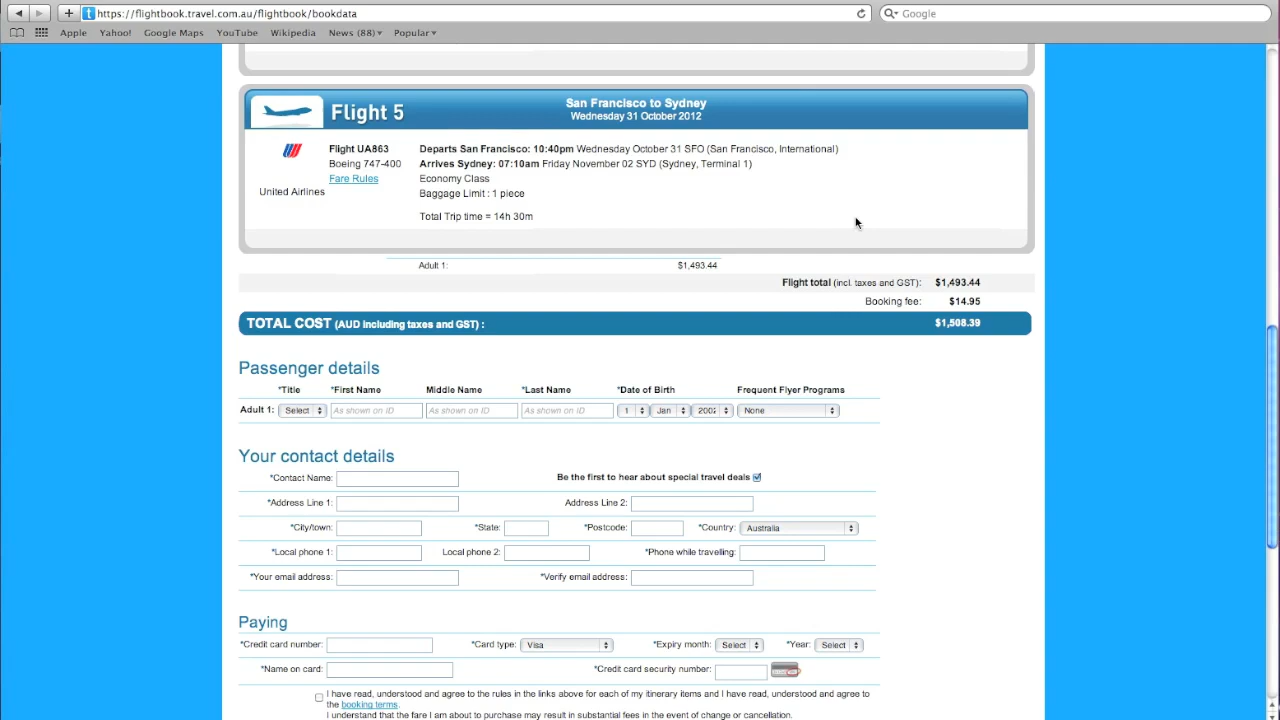 https://flightbook.travel.com.au/flightbook/bookdata
Google
Apple Yahoo! Google Maps YouTube Wikipedia News (88) Popular
Flight 5
San Francisco to Sydney
Wednesday 31 October 2012
Flight UA863
Boeing 747-400
Fare Rules
United Airlines
Departs San Francisco: 10:40pm Wednesday October 31 SFO (San Francisco, International)
Arrives Sydney: 07:10am Friday November 02 SYD (Sydney, Terminal 1)
Economy Class
Baggage Limit : 1 piece
Total Trip time = 14h 30m
Adult 1: $1,493.44
Flight total (incl. taxes and GST): $1,493.44
Booking fee: $14.95
TOTAL COST (AUD including taxes and GST) : $1,508.39
Passenger details
*Title *First Name Middle Name *Last Name *Date of Birth Frequent Flyer Programs
Adult 1: Select As shown on ID As shown on ID As shown on ID 1 Jan None
Your contact details
*Contact Name: Be the first to hear about special travel deals
*Address Line 1: Address Line 2:
*City/town: *State: *Postcode: *Country: Australia
*Local phone 1: Local phone 2: *Phone while travelling:
*Your email address: *Verify email address:
Paying
*Credit card number: *Card type: Visa *Expiry month: Select *Year: Select
*Name on card: *Credit card security number:
I have read, understood and agree to the rules in the links above for each of my itinerary items and I have read, understood and agree to
the booking terms.
I understand that the fare I am about to purchase may result in substantial fees in the event of change or cancellation.